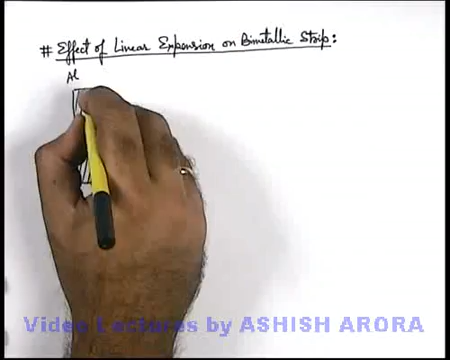 # Effect of Linear Expansion on Bimetallic Strip:
Al
Video Lectures by ASHISH ARORA